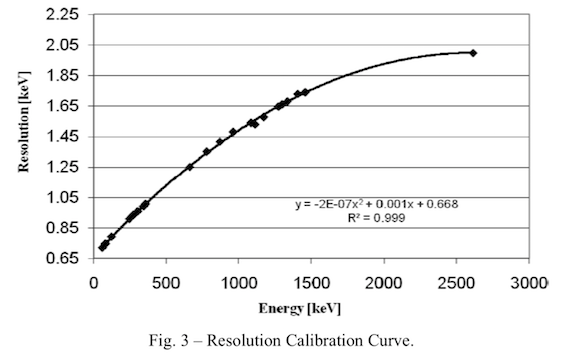 2.25
2.05
1.85
1.65
1.45
1.25
1.05
0.85
0.65
Resolution [keV]
y = -2E-07x² + 0.001x + 0.668
R² = 0.999
0 500 1000 1500 2000 2500 3000
Energy [keV]
Fig. 3 – Resolution Calibration Curve.